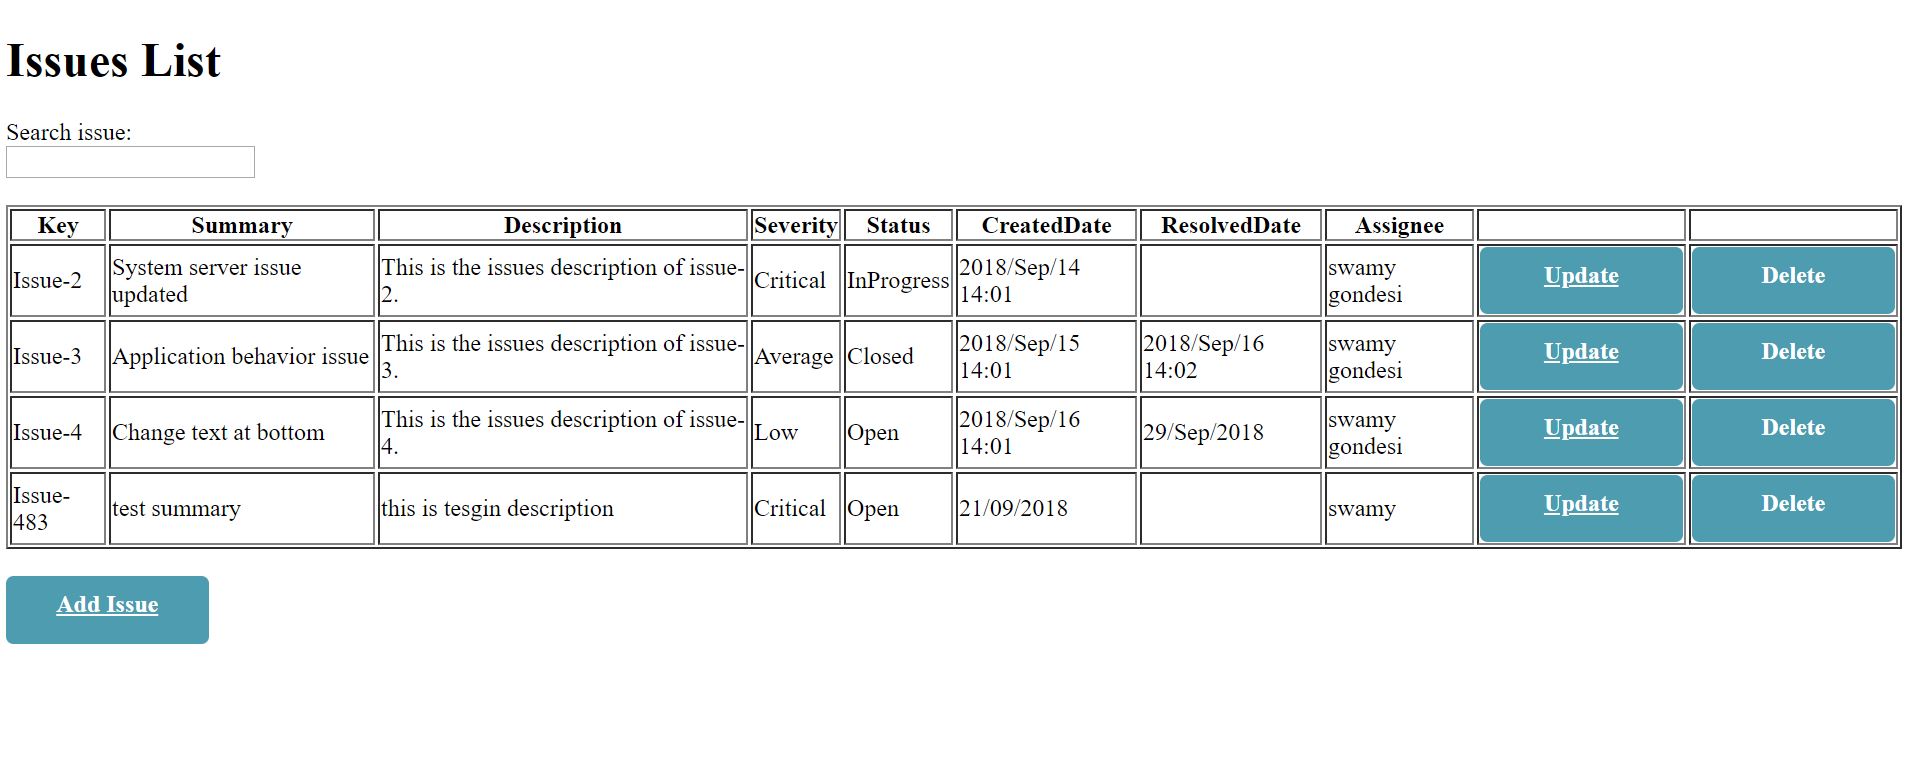 Issues List
Search issue:
Key Summary Description Severity Status CreatedDate ResolvedDate Assignee
Issue-2 System server issue updated This is the issues description of issue-2. Critical InProgress 2018/Sep/14 14:01 swamy gondesi Update Delete
Issue-3 Application behavior issue This is the issues description of issue-3. Average Closed 2018/Sep/15 14:01 2018/Sep/16 14:02 swamy gondesi Update Delete
Issue-4 Change text at bottom This is the issues description of issue-4. Low Open 2018/Sep/16 14:01 29/Sep/2018 swamy gondesi Update Delete
Issue-483 test summary this is tesgin description Critical Open 21/09/2018 swamy Update Delete
Add Issue